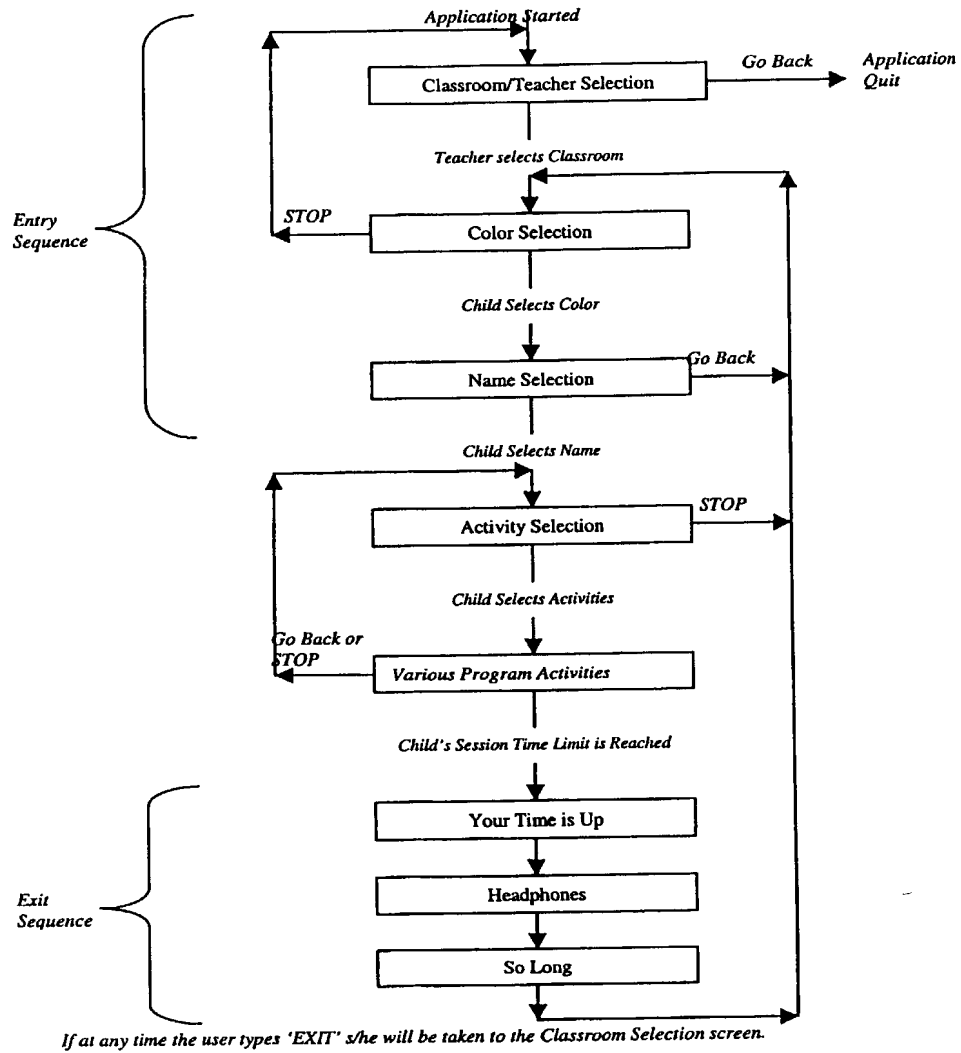 Application Started
Classroom/Teacher Selection
Go Back
Application
Quit
Teacher selects Classroom
Entry
Sequence
STOP
Color Selection
Child Selects Color
Go Back
Name Selection
Child Selects Name
STOP
Activity Selection
Child Selects Activities
Go Back or
STOP
Various Program Activities
Child's Session Time Limit is Reached
Your Time is Up
Exit
Sequence
Headphones
So Long
If at any time the user types 'EXIT' s/he will be taken to the Classroom Selection screen.